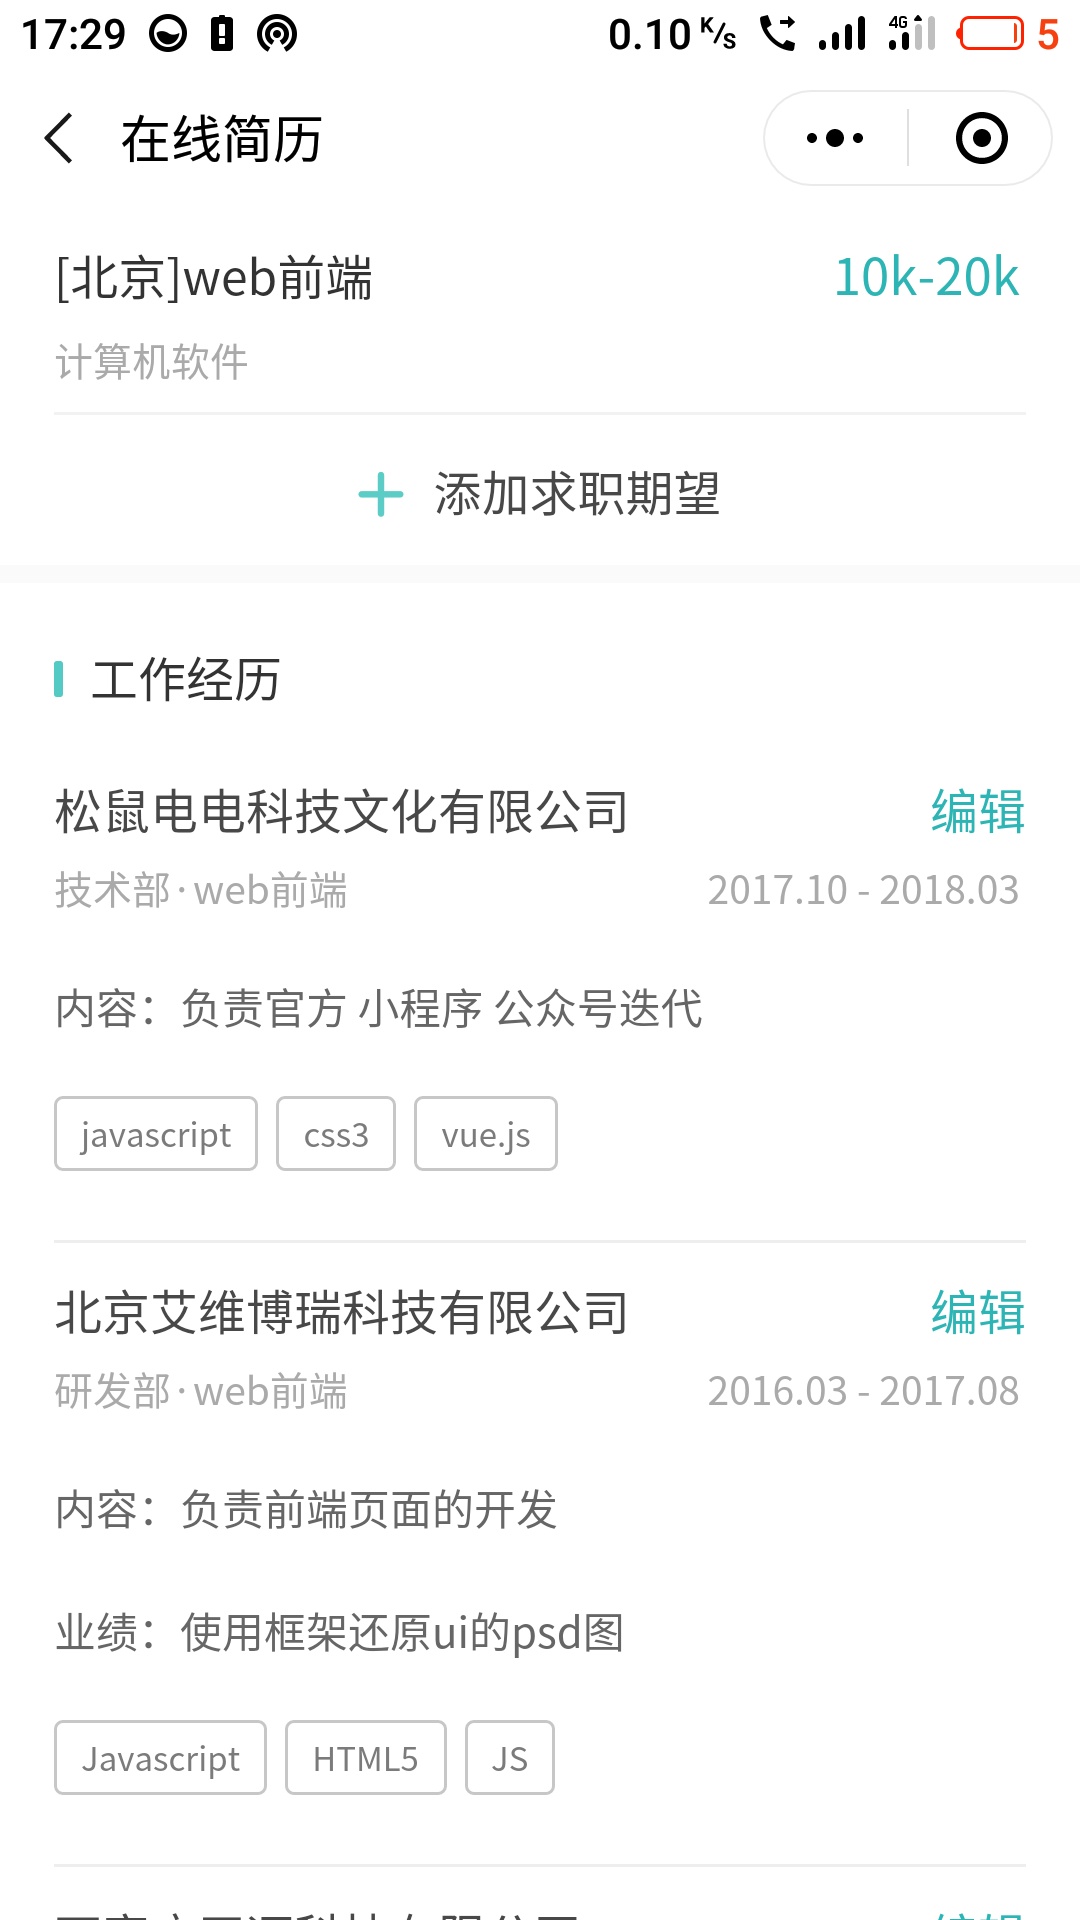 17:29 0.10 K/s 4G 5
在线简历
[北京]web前端 10k-20k
计算机软件
添加求职期望
工作经历
松鼠电电科技文化有限公司 编辑
技术部·web前端 2017.10 - 2018.03
内容：负责官方 小程序 公众号迭代
javascript css3 vue.js
北京艾维博瑞科技有限公司 编辑
研发部·web前端 2016.03 - 2017.08
内容：负责前端页面的开发
业绩：使用框架还原ui的psd图
Javascript HTML5 JS